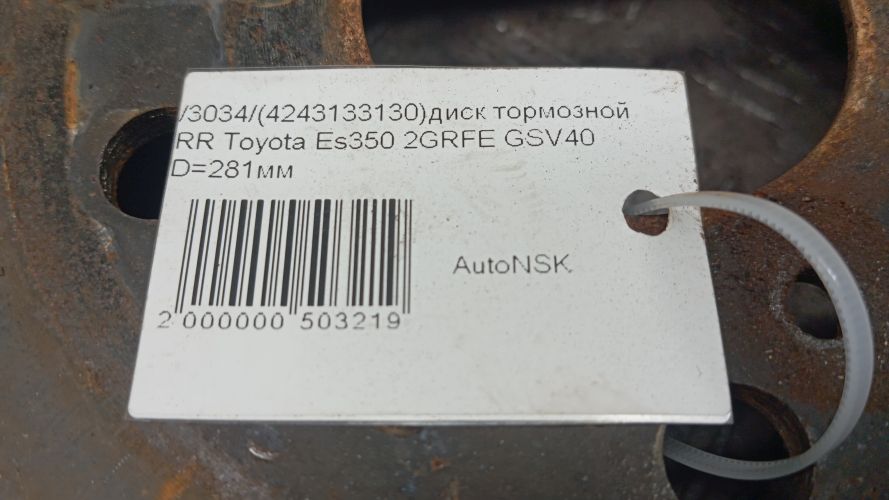 /3034/(4243133130)диск тормозной
RR Toyota Es350 2GRFE GSV40
D=281мм
AutoNSK
2 000000 503219